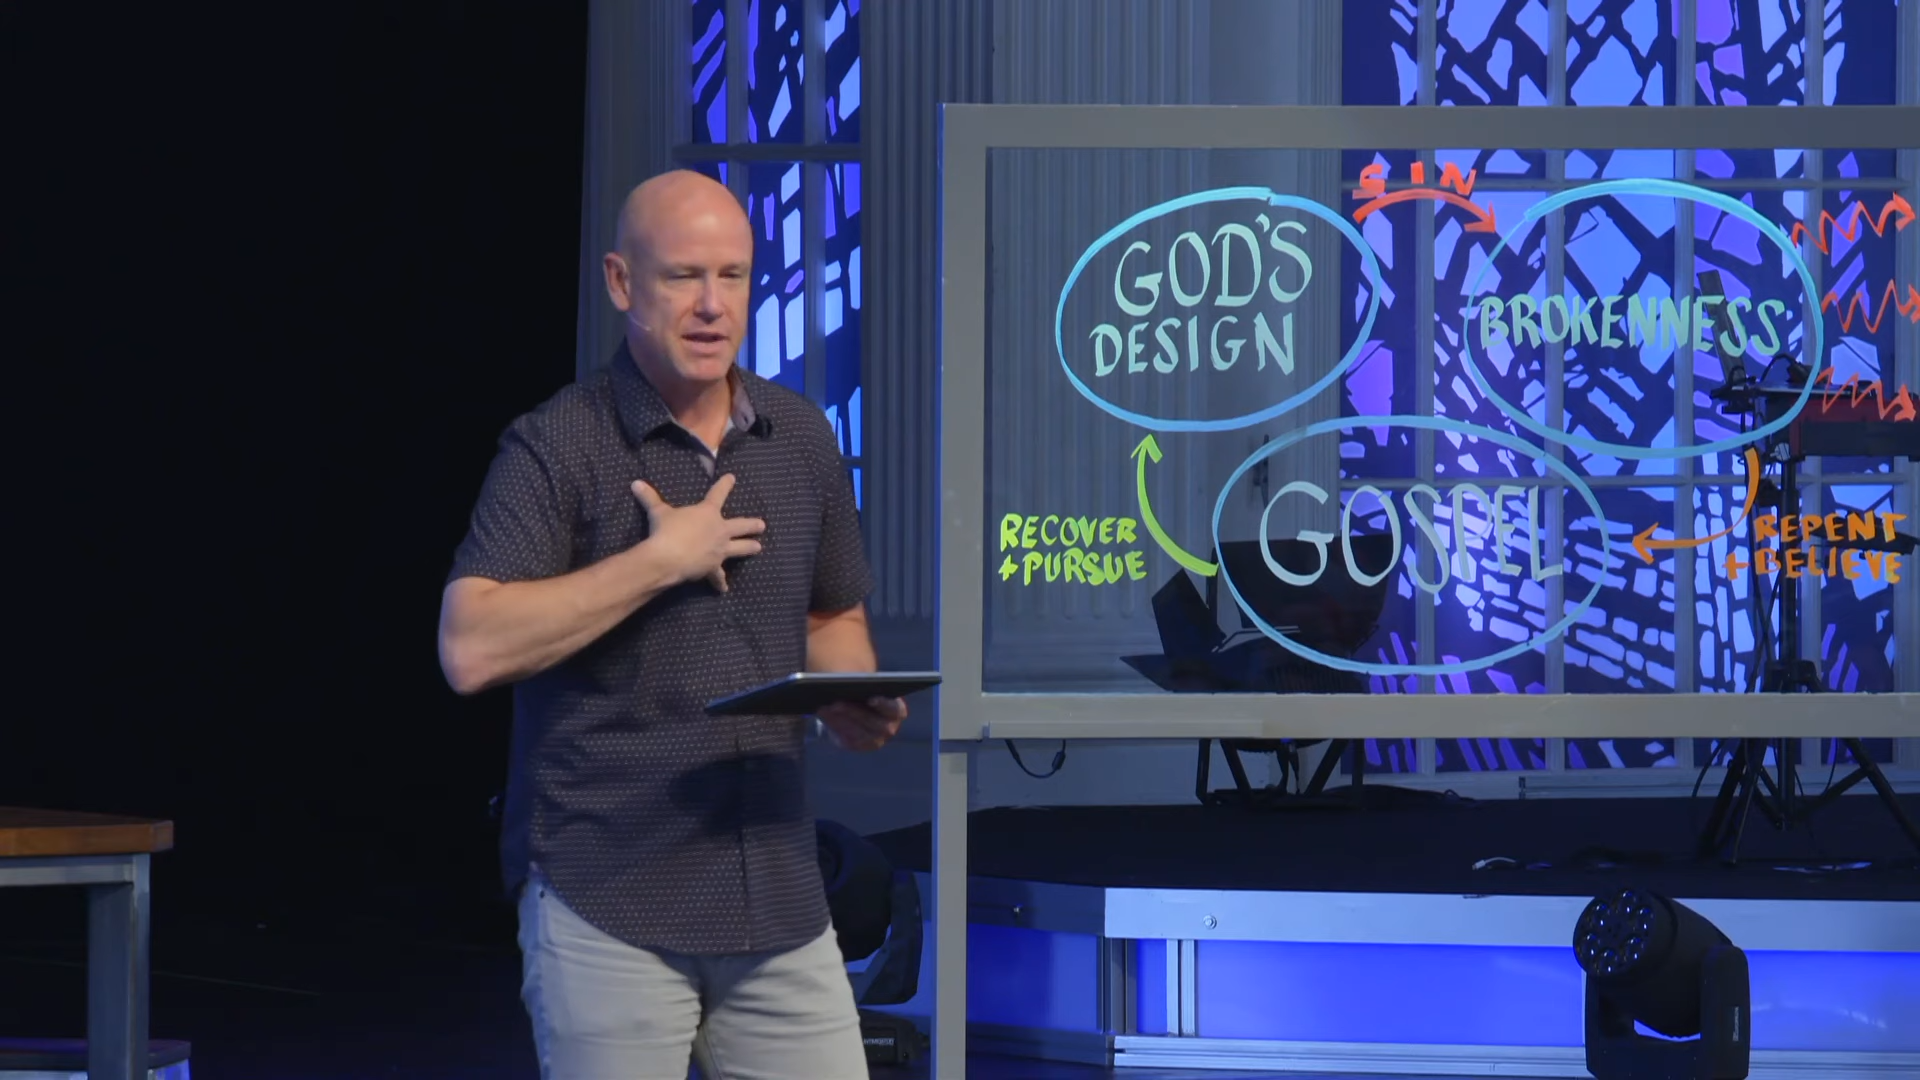 SIN
GOD'S
DESIGN
BROKENNESS
GOSPEL
RECOVER
+PURSUE
REPENT
+BELIEVE